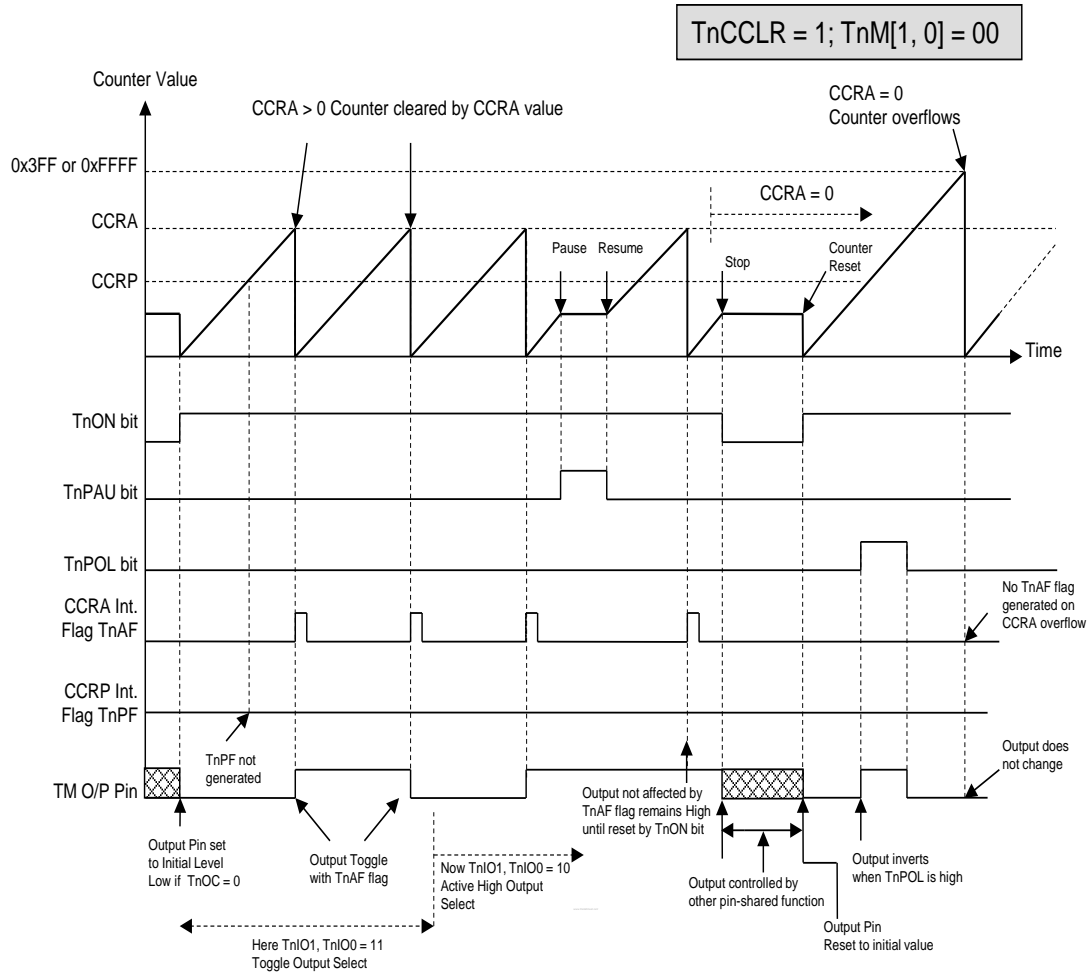 TnCCLR = 1; TnM[1, 0] = 00
Counter Value
CCRA > 0 Counter cleared by CCRA value
CCRA = 0
Counter overflows
0x3FF or 0xFFFF
CCRA = 0
CCRA
Pause
Resume
Stop
Counter
Reset
CCRP
Time
TnON bit
TnPAU bit
TnPOL bit
CCRA Int.
Flag TnAF
No TnAF flag
generated on
CCRA overflow
CCRP Int.
Flag TnPF
TnPF not
generated
TM O/P Pin
Output does
not change
Output not affected by
TnAF flag remains High
until reset by TnON bit
Output Pin set
to Initial Level
Low if TnOC = 0
Output Toggle
with TnAF flag
Now TnIO1, TnIO0 = 10
Active High Output
Select
Output controlled by
other pin-shared function
Output inverts
when TnPOL is high
Output Pin
Reset to initial value
Here TnIO1, TnIO0 = 11
Toggle Output Select